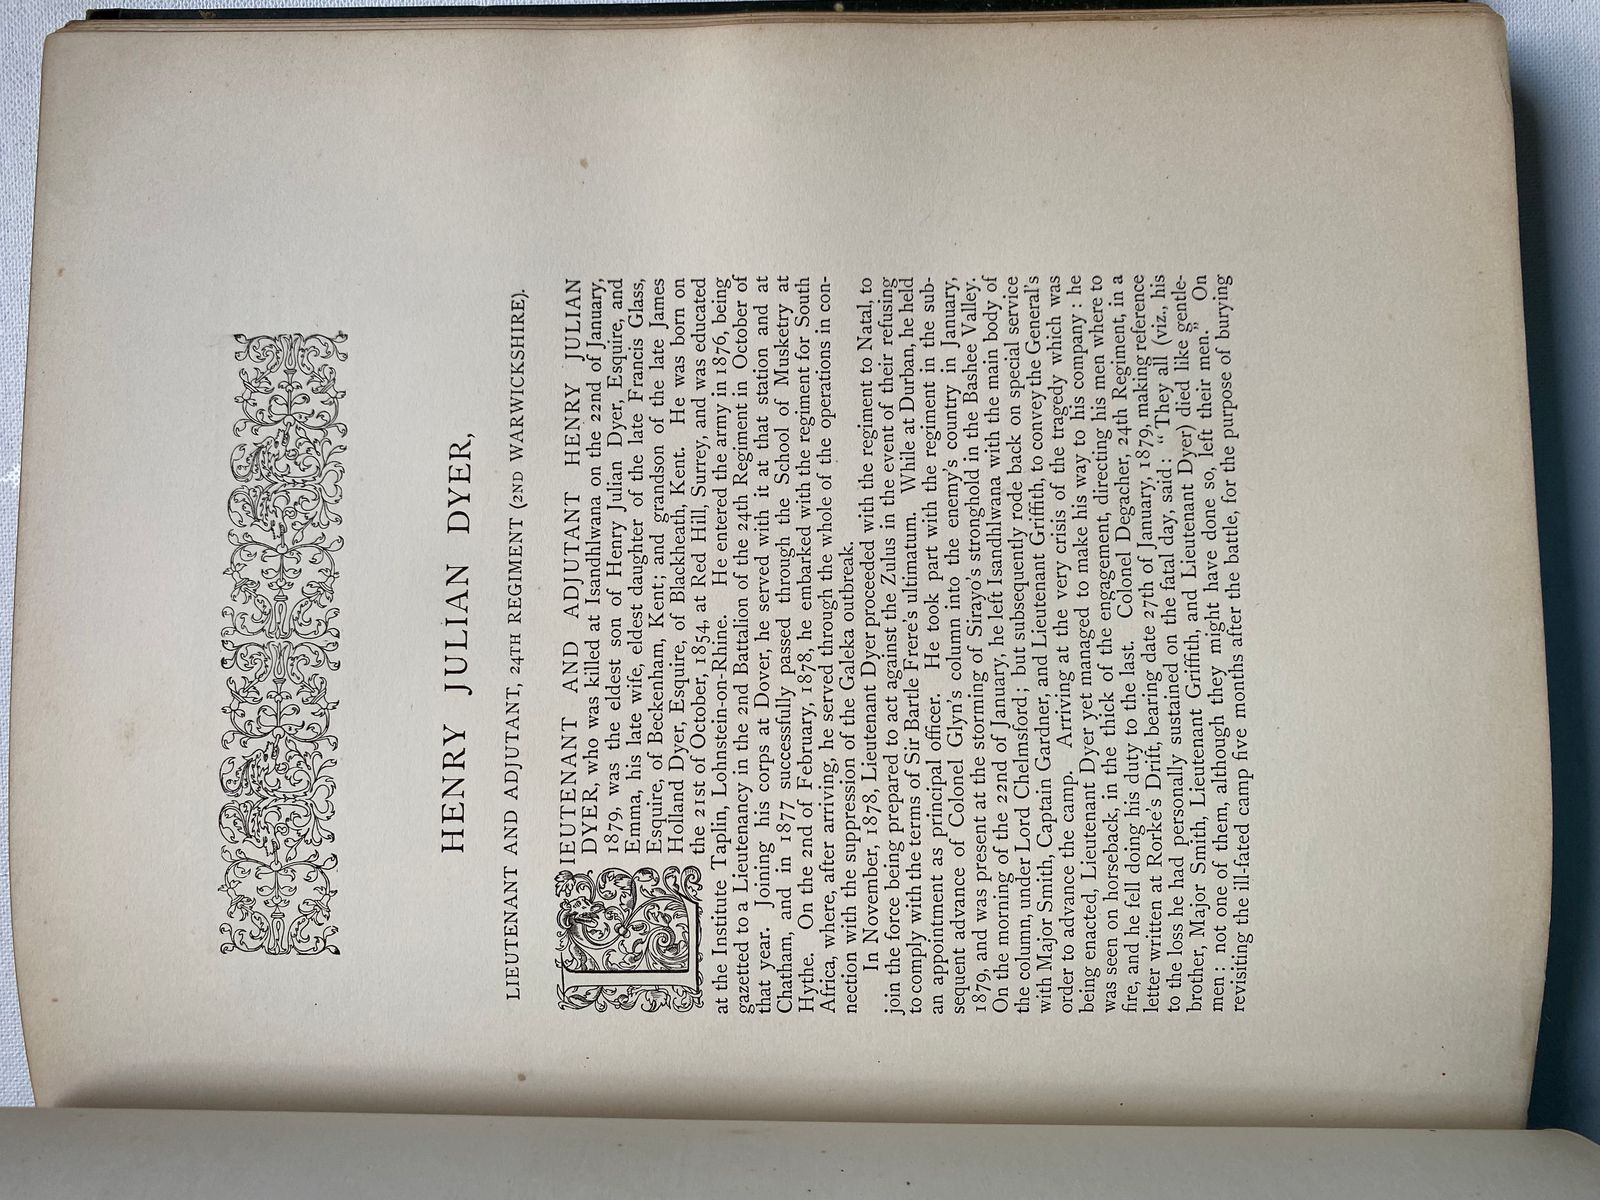 HENRY JULIAN DYER,
LIEUTENANT AND ADJUTANT, 24TH REGIMENT (2ND WARWICKSHIRE).
LIEUTENANT AND ADJUTANT HENRY JULIAN
DYER, who was killed at Isandhlwana on the 22nd of January,
1879, was the eldest son of Henry Julian Dyer, Esquire, and
Emma, his late wife, eldest daughter of the late Francis Glass,
Esquire, of Beckenham, Kent; and grandson of the late James
Holland Dyer, Esquire, of Blackheath, Kent. He was born on
the 21st of October, 1854, at Red Hill, Surrey, and was educated
at the Institute Taplin, Lohnstein-on-Rhine. He entered the army in 1876, being
gazetted to a Lieutenancy in the 2nd Battalion of the 24th Regiment in October of
that year. Joining his corps at Dover, he served with it at that station and at
Chatham, and in 1877 successfully passed through the School of Musketry at
Hythe. On the 2nd of February, 1878, he embarked with the regiment for South
Africa, where, after arriving, he served through the whole of the operations in con-
nection with the suppression of the Galeka outbreak.
In November, 1878, Lieutenant Dyer proceeded with the regiment to Natal, to
join the force being prepared to act against the Zulus in the event of their refusing
to comply with the terms of Sir Bartle Frere's ultimatum. While at Durban, he held
an appointment as principal officer. He took part with the regiment in the sub-
sequent advance of Colonel Glyn's column into the enemy's country in January,
1879, and was present at the storming of Sirayo's stronghold in the Bashee Valley.
On the morning of the 22nd of January, he left Isandhlwana with the main body of
the column, under Lord Chelmsford; but subsequently rode back on special service
with Major Smith, Captain Gardner, and Lieutenant Griffith, to convey the General's
order to advance the camp. Arriving at the very crisis of the tragedy which was
being enacted, Lieutenant Dyer yet managed to make his way to his company: he
was seen on horseback, in the thick of the engagement, directing his men where to
fire, and he fell doing his duty to the last. Colonel Degacher, 24th Regiment, in a
letter written at Rorke's Drift, bearing date 27th of January, 1879, making reference
to the loss he had personally sustained on the fatal day, said: "They all (viz., his
brother, Major Smith, Lieutenant Griffith, and Lieutenant Dyer) died like gentle-
men; not one of them, although they might have done so, left their men." On
revisiting the ill-fated camp five months after the battle, for the purpose of burying